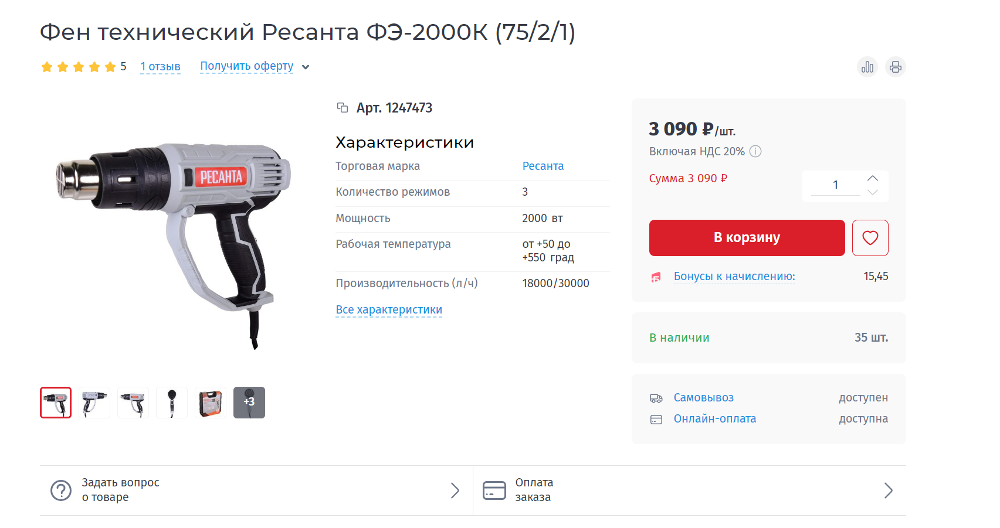 Фен технический Ресанта ФЭ-2000К (75/2/1)
5 1 отзыв Получить оферту
Арт. 1247473
Характеристики
Торговая марка Ресанта
Количество режимов 3
Мощность 2000 вт
Рабочая температура от +50 до
+550 град
Производительность (л/ч) 18000/30000
Все характеристики
РЕСАНТА
+3
3 090 ₽/шт.
Включая НДС 20%
Сумма 3 090 ₽
1
В корзину
Бонусы к начислению: 15,45
В наличии 35 шт.
Самовывоз доступен
Онлайн-оплата доступна
Задать вопрос
о товаре
Оплата
заказа